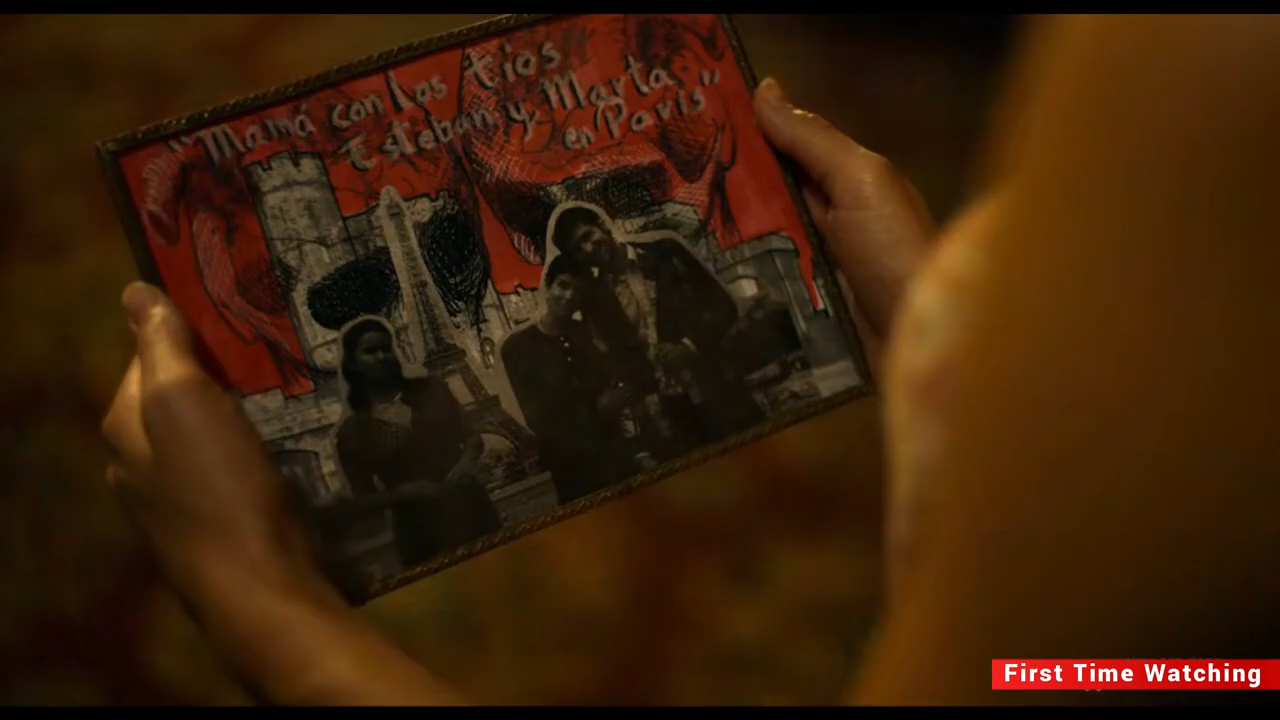 "Mamá con los tíos
Esteban y Marta
en París"
First Time Watching